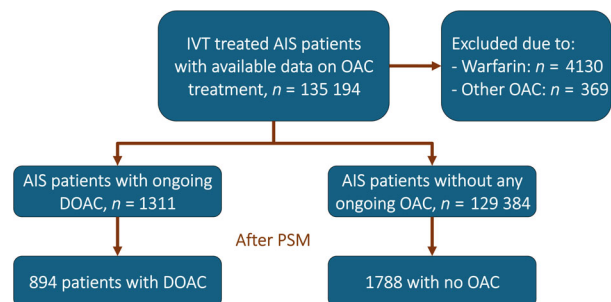 IVT treated AIS patients
with available data on OAC
treatment, n = 135 194
Excluded due to:
- Warfarin: n = 4130
- Other OAC: n = 369
AIS patients with ongoing
DOAC, n = 1311
AIS patients without any
ongoing OAC, n = 129 384
After PSM
894 patients with DOAC
1788 with no OAC